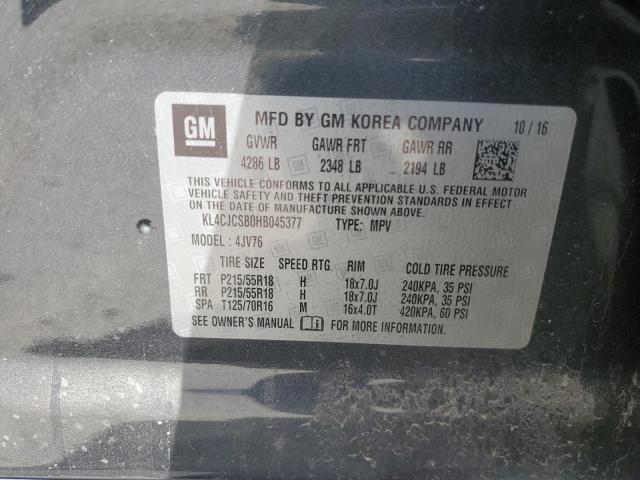 GM
MFD BY GM KOREA COMPANY 10/16
GVWR GAWR FRT GAWR RR
4286 LB 2348 LB 2194 LB
THIS VEHICLE CONFORMS TO ALL APPLICABLE U.S. FEDERAL MOTOR
VEHICLE SAFETY AND THEFT PREVENTION STANDARDS IN
EFFECT ON THE DATE OF MANUFACTURE SHOWN ABOVE.
KL4CJCSB0HB045377 TYPE: MPV
MODEL: 4JV76
TIRE SIZE SPEED RTG. RIM COLD TIRE PRESSURE
FRT P215/55R18 H 18x7.0J 240KPA, 35 PSI
RR P215/55R18 H 18x7.0J 240KPA, 35 PSI
SPA T125/70R16 M 16x4.0T 420KPA, 60 PSI
SEE OWNER'S MANUAL FOR MORE INFORMATION.